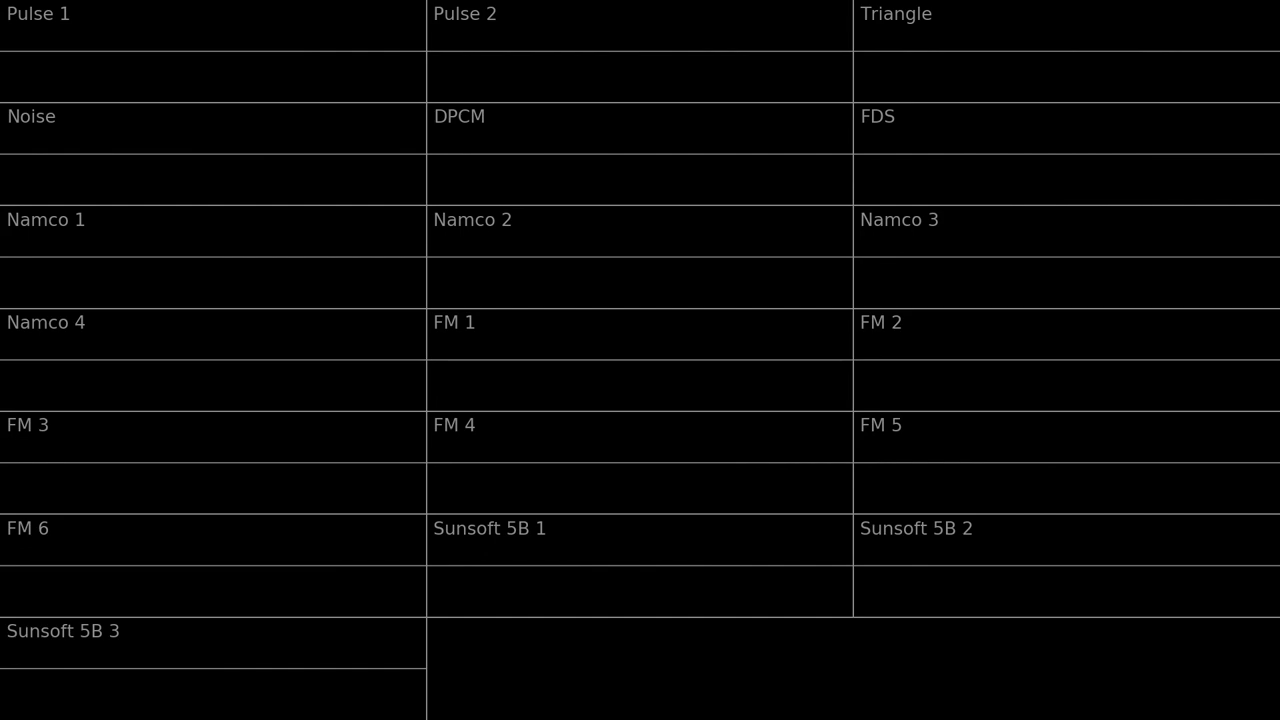 Pulse 1
Pulse 2
Triangle
Noise
DPCM
FDS
Namco 1
Namco 2
Namco 3
Namco 4
FM 1
FM 2
FM 3
FM 4
FM 5
FM 6
Sunsoft 5B 1
Sunsoft 5B 2
Sunsoft 5B 3